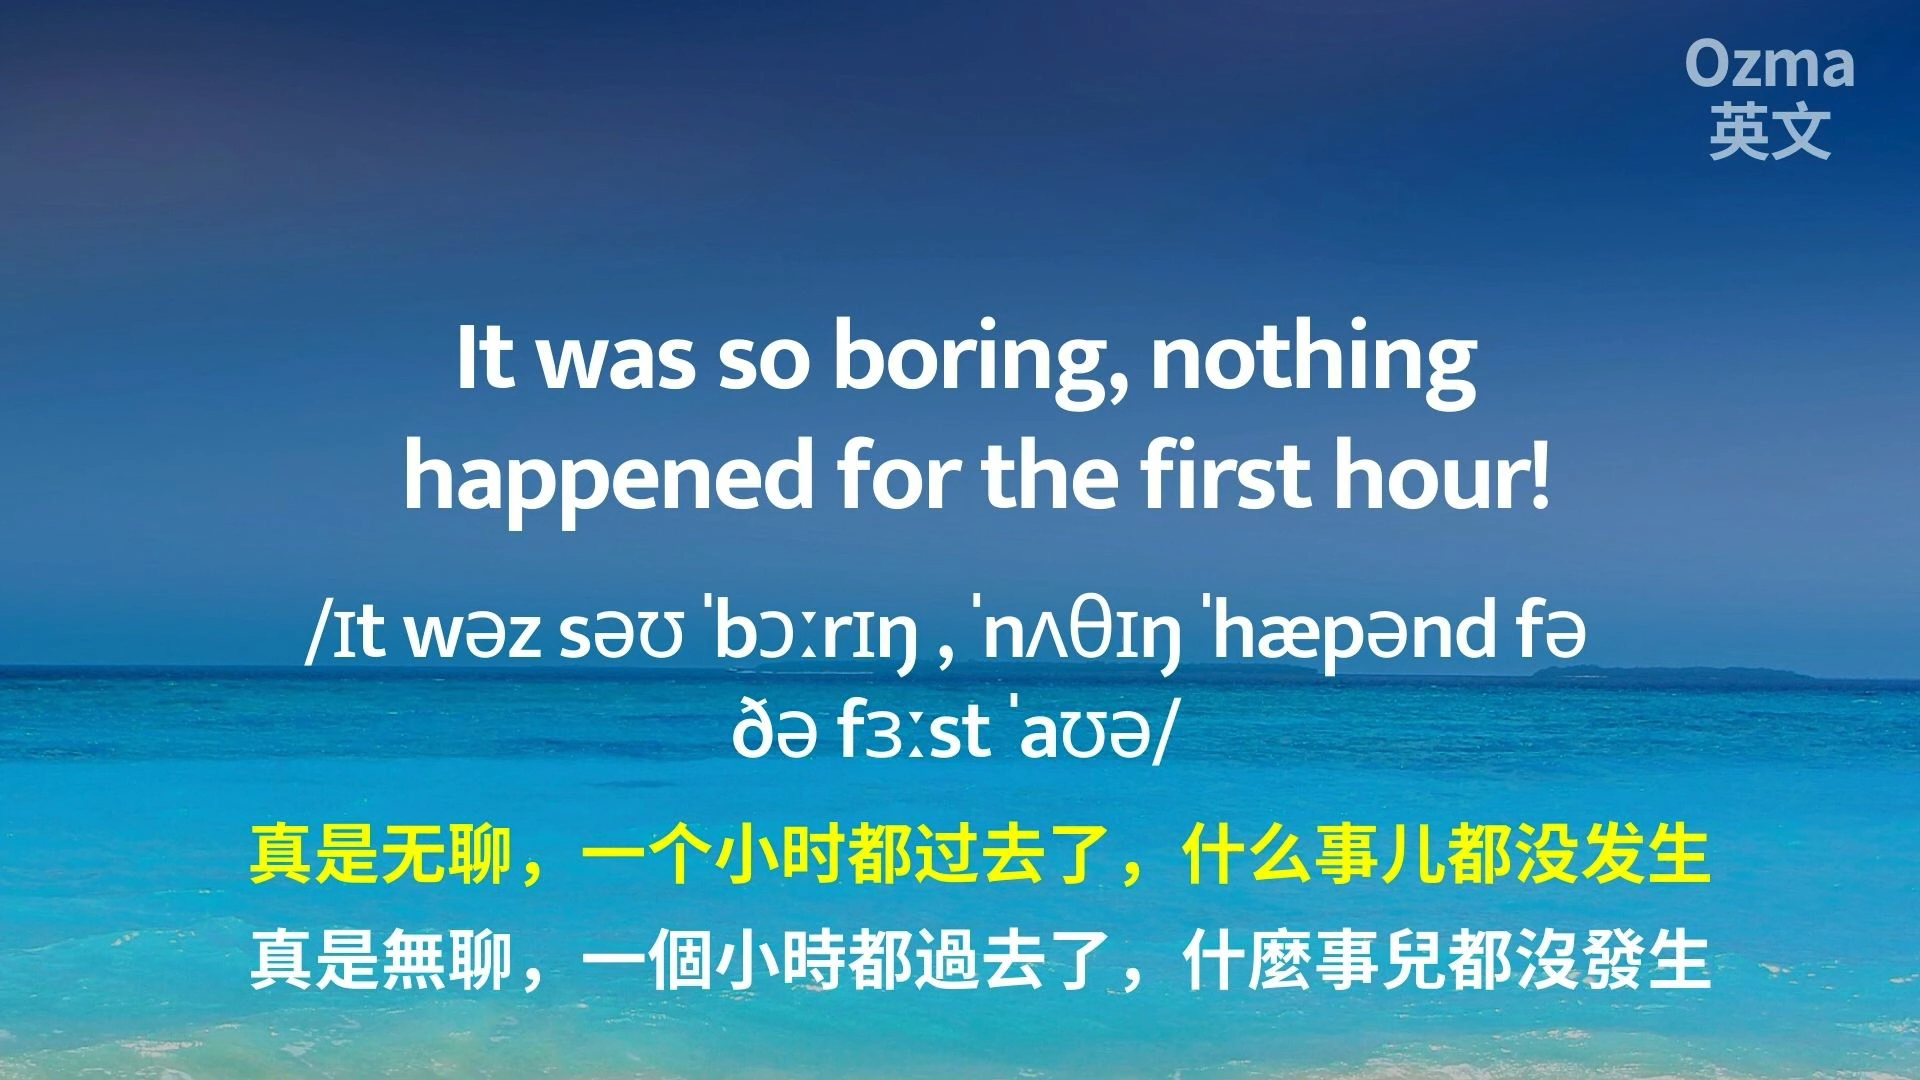 Ozma
英文
It was so boring, nothing
happened for the first hour!
/ɪt wəz səʊ ˈbɔːrɪŋ , ˈnʌθɪŋ ˈhæpənd fə
ðə fɜːst ˈaʊə/
真是无聊，一个小时都过去了，什么事儿都没发生
真是無聊，一個小時都過去了，什麼事兒都沒發生